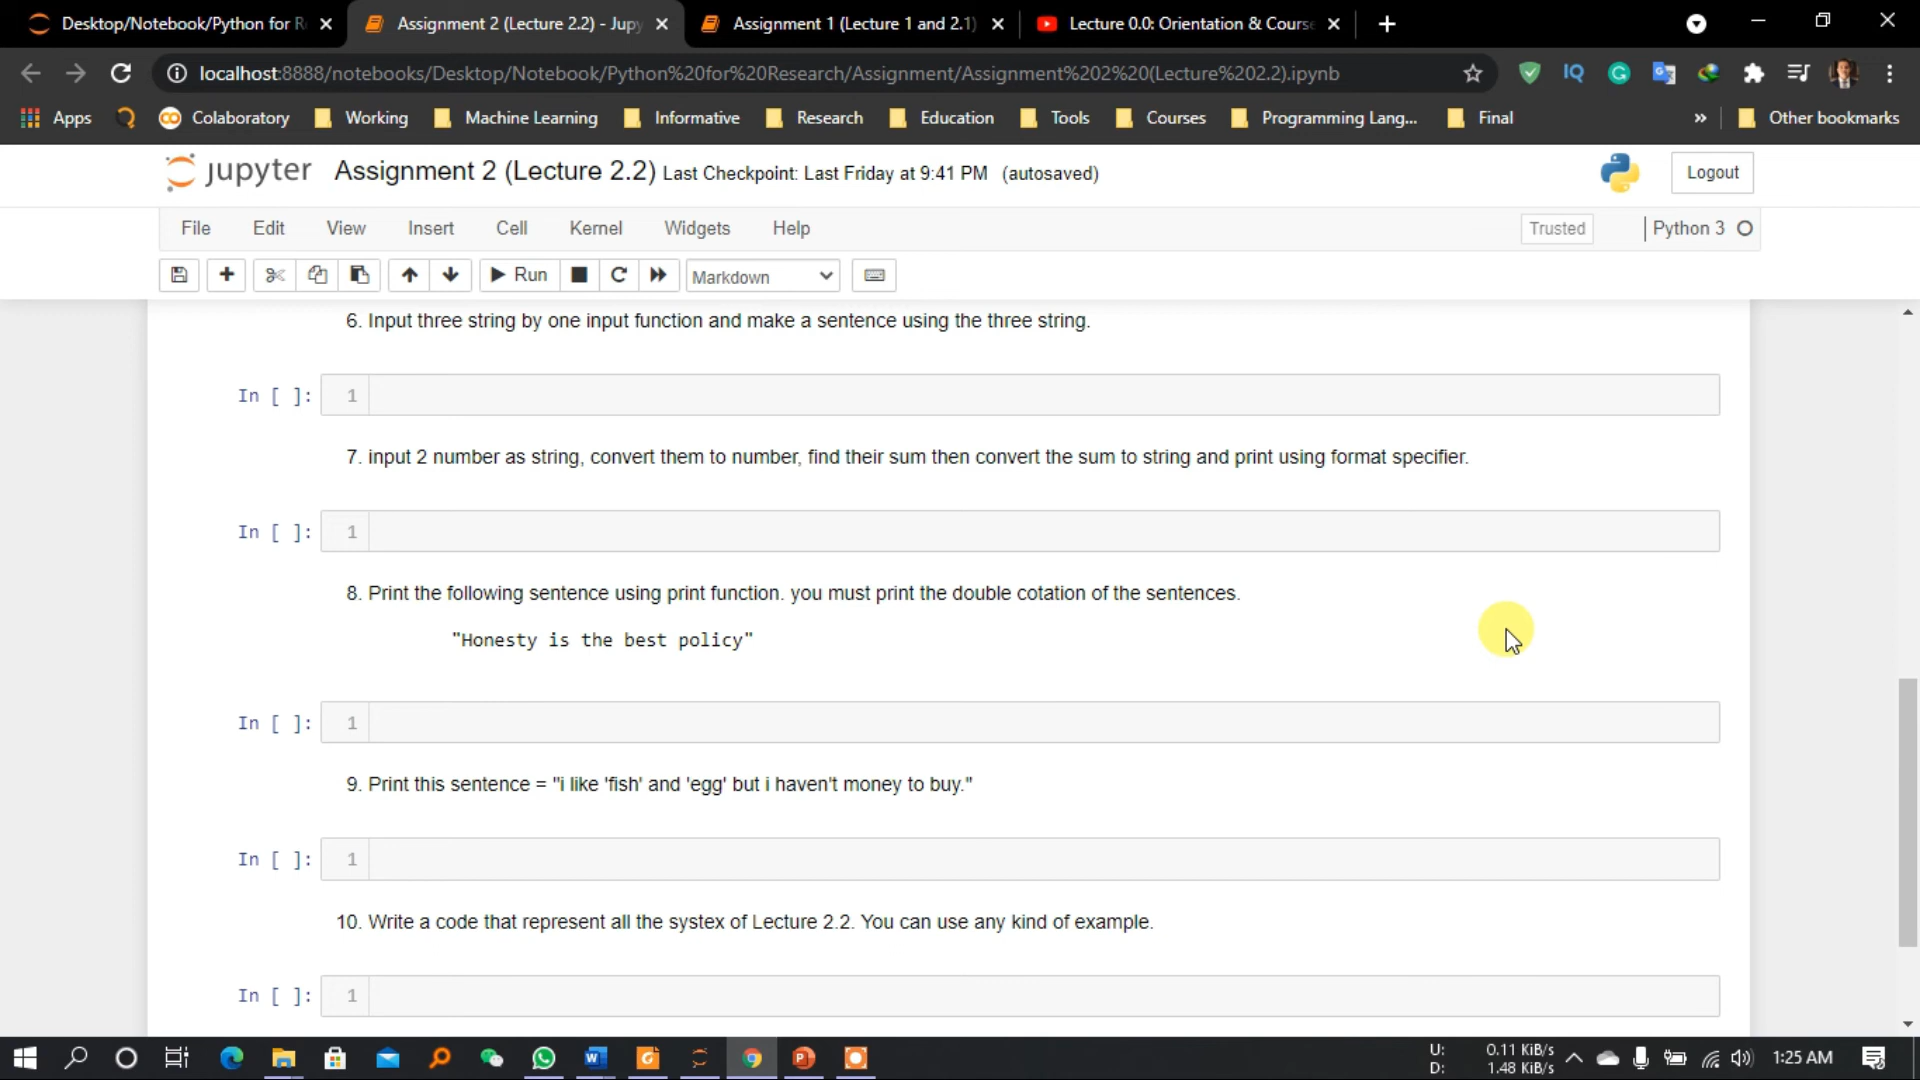 Desktop/Notebook/Python for R
Assignment 2 (Lecture 2.2) - Jupy
Assignment 1 (Lecture 1 and 2.1)
Lecture 0.0: Orientation & Course
localhost:8888/notebooks/Desktop/Notebook/Python%20for%20Research/Assignment/Assignment%202%20(Lecture%202.2).ipynb
IQ
Apps
Colaboratory
Working
Machine Learning
Informative
Research
Education
Tools
Courses
Programming Lang...
Final
»
Other bookmarks
jupyter Assignment 2 (Lecture 2.2) Last Checkpoint: Last Friday at 9:41 PM (autosaved)
Logout
File Edit View Insert Cell Kernel Widgets Help
Trusted
Python 3
Run
Markdown
6. Input three string by one input function and make a sentence using the three string.
In [ ]: 1
7. input 2 number as string, convert them to number, find their sum then convert the sum to string and print using format specifier.
In [ ]: 1
8. Print the following sentence using print function. you must print the double cotation of the sentences.
"Honesty is the best policy"
In [ ]: 1
9. Print this sentence = "i like 'fish' and 'egg' but i haven't money to buy."
In [ ]: 1
10. Write a code that represent all the systex of Lecture 2.2. You can use any kind of example.
In [ ]: 1
U: 0.11 KiB/s
D: 1.48 KiB/s
1:25 AM